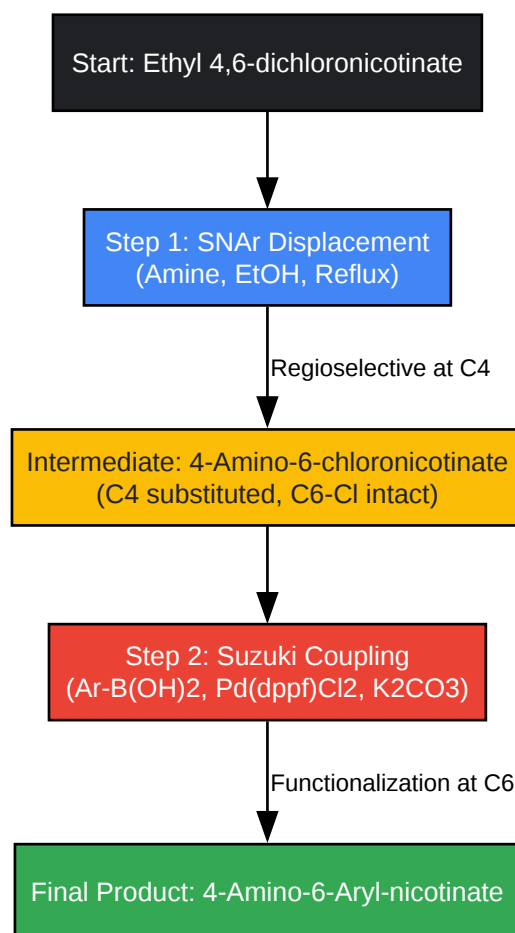 Start: Ethyl 4,6-dichloronicotinate
Step 1: SNAr Displacement
(Amine, EtOH, Reflux)
Regioselective at C4
Intermediate: 4-Amino-6-chloronicotinate
(C4 substituted, C6-Cl intact)
Step 2: Suzuki Coupling
(Ar-B(OH)2, Pd(dppf)Cl2, K2CO3)
Functionalization at C6
Final Product: 4-Amino-6-Aryl-nicotinate